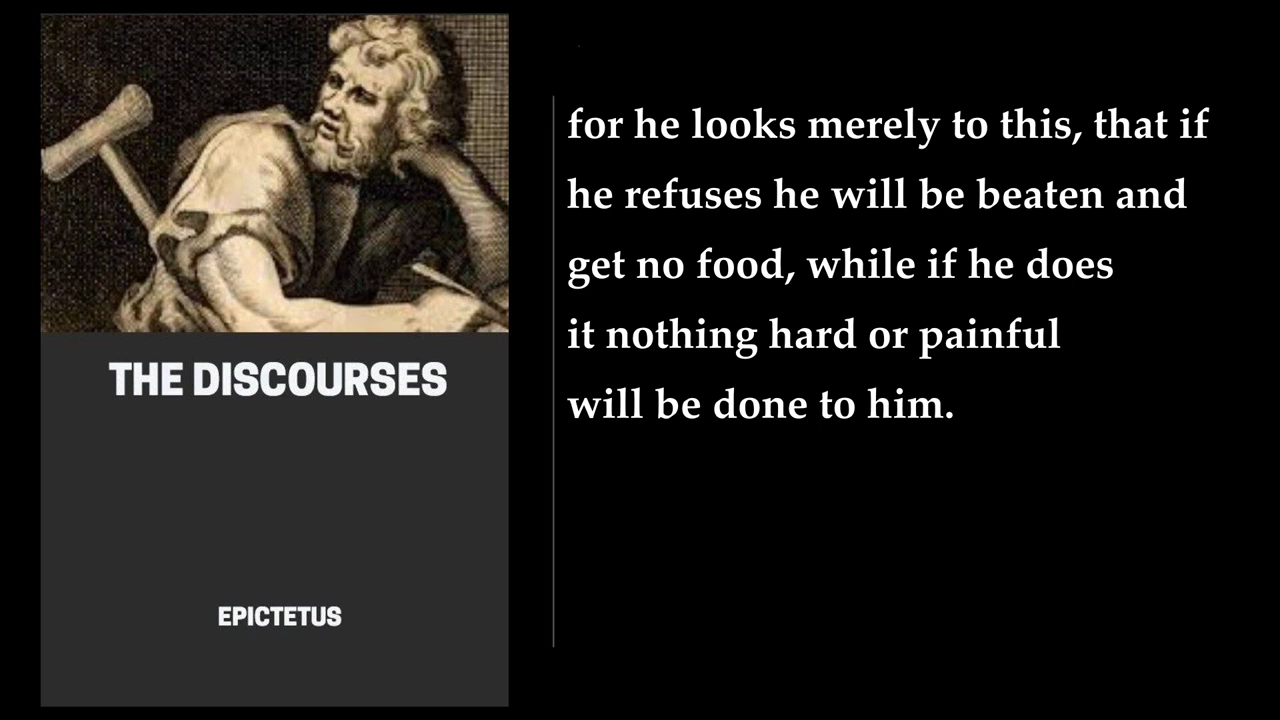 THE DISCOURSES
EPICTETUS
for he looks merely to this, that if
he refuses he will be beaten and
get no food, while if he does
it nothing hard or painful
will be done to him.